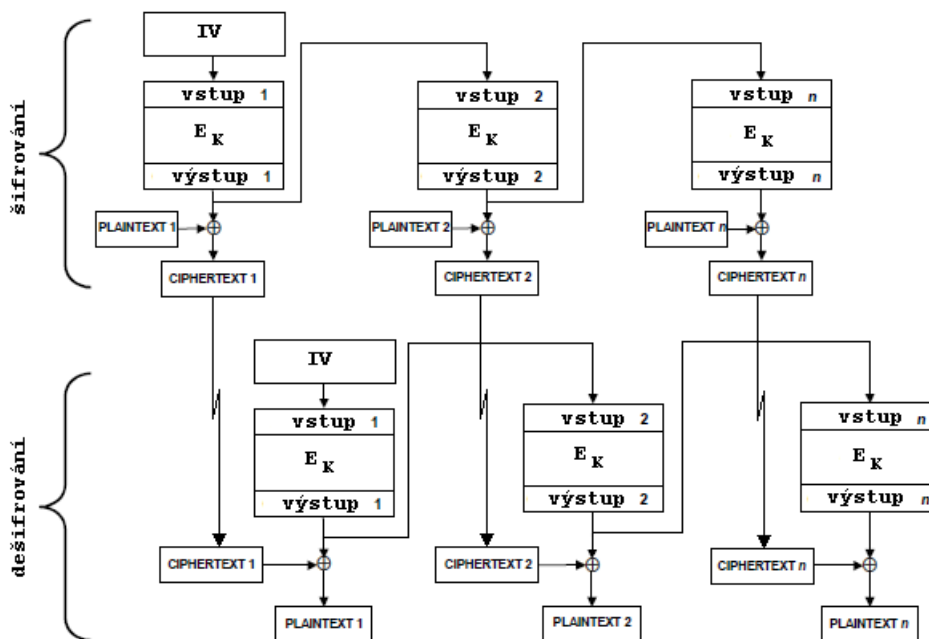 šifrování
IV
vstup 1
E K
výstup 1
PLAINTEXT 1
CIPHERTEXT 1
vstup 2
E K
výstup 2
PLAINTEXT 2
CIPHERTEXT 2
vstup n
E K
výstup n
PLAINTEXT n
CIPHERTEXT n
dešifrování
IV
vstup 1
E K
výstup 1
CIPHERTEXT 1
PLAINTEXT 1
vstup 2
E K
výstup 2
CIPHERTEXT 2
PLAINTEXT 2
vstup n
E K
výstup n
CIPHERTEXT n
PLAINTEXT n